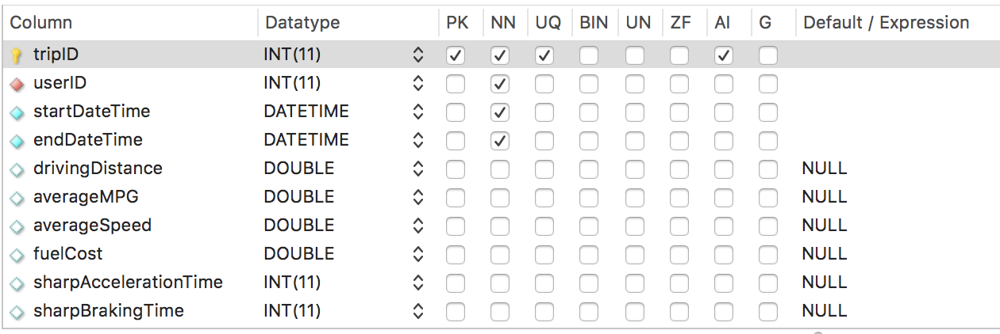 Column Datatype PK NN UQ BIN UN ZF AI G Default / Expression
tripID INT(11)
userID INT(11)
startDateTime DATETIME
endDateTime DATETIME
drivingDistance DOUBLE NULL
averageMPG DOUBLE NULL
averageSpeed DOUBLE NULL
fuelCost DOUBLE NULL
sharpAccelerationTime INT(11) NULL
sharpBrakingTime INT(11) NULL